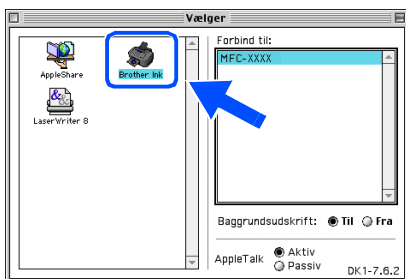 Vælger
AppleShare
Brother Ink
LaserWriter 8
Forbind til:
MFC-XXXX
Baggrundsudskrift: Til Fra
AppleTalk Aktiv
Passiv
DK1-7.6.2